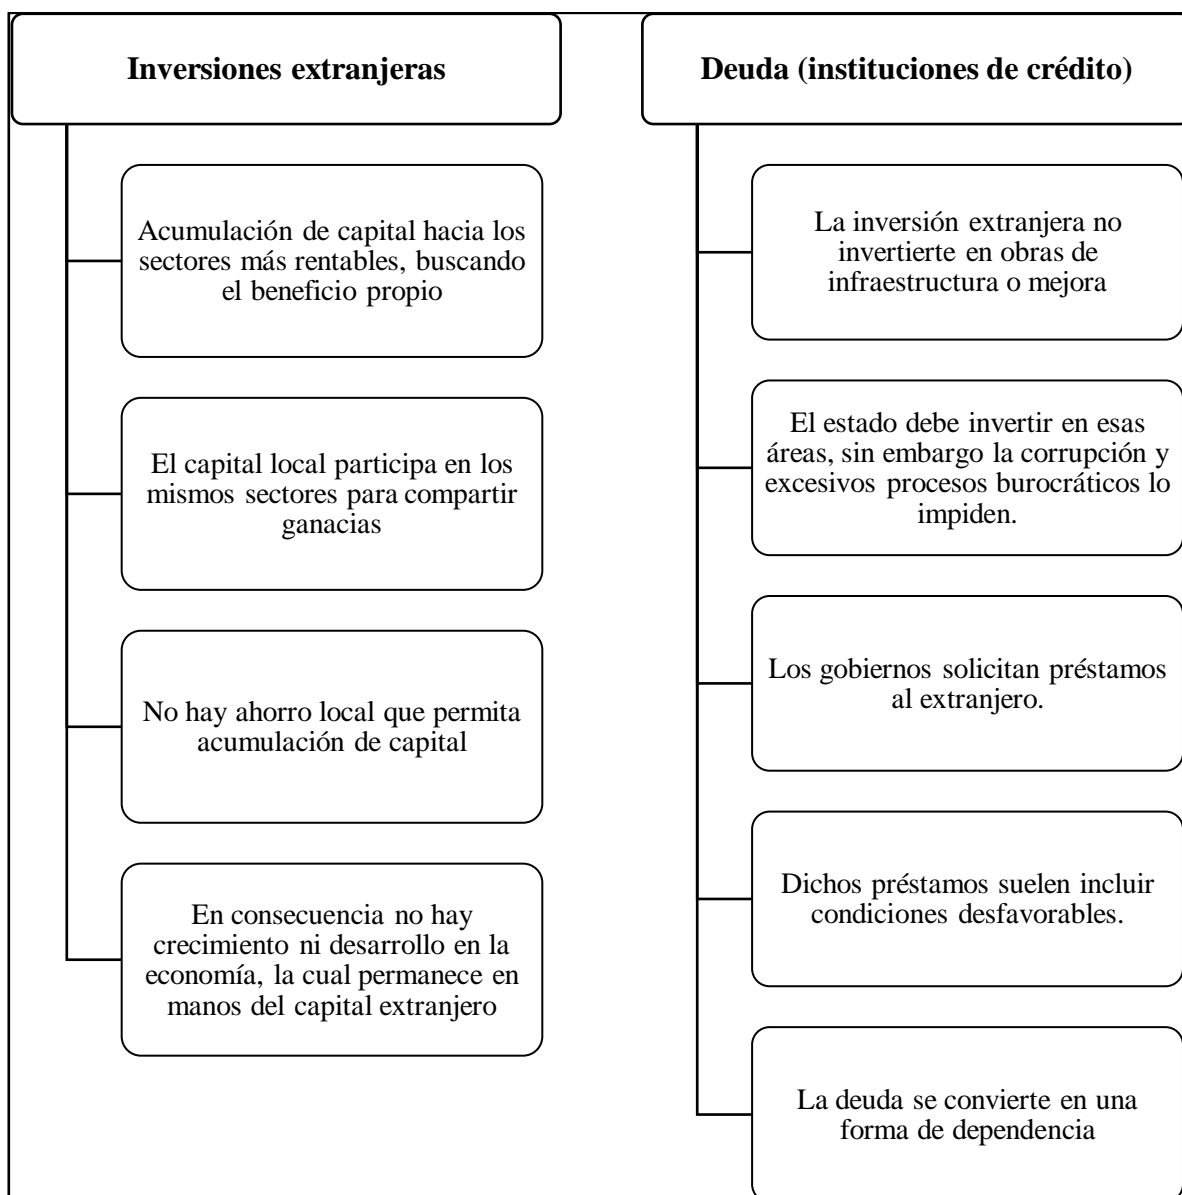 Inversiones extranjeras
Acumulación de capital hacia los
sectores más rentables, buscando
el beneficio propio
El capital local participa en los
mismos sectores para compartir
ganacias
No hay ahorro local que permita
acumulación de capital
En consecuencia no hay
crecimiento ni desarrollo en la
economía, la cual permanece en
manos del capital extranjero
Deuda (instituciones de crédito)
La inversión extranjera no
invertierte en obras de
infraestructura o mejora
El estado debe invertir en esas
áreas, sin embargo la corrupción y
excesivos procesos burocráticos lo
impiden.
Los gobiernos solicitan préstamos
al extranjero.
Dichos préstamos suelen incluir
condiciones desfavorables.
La deuda se convierte en una
forma de dependencia